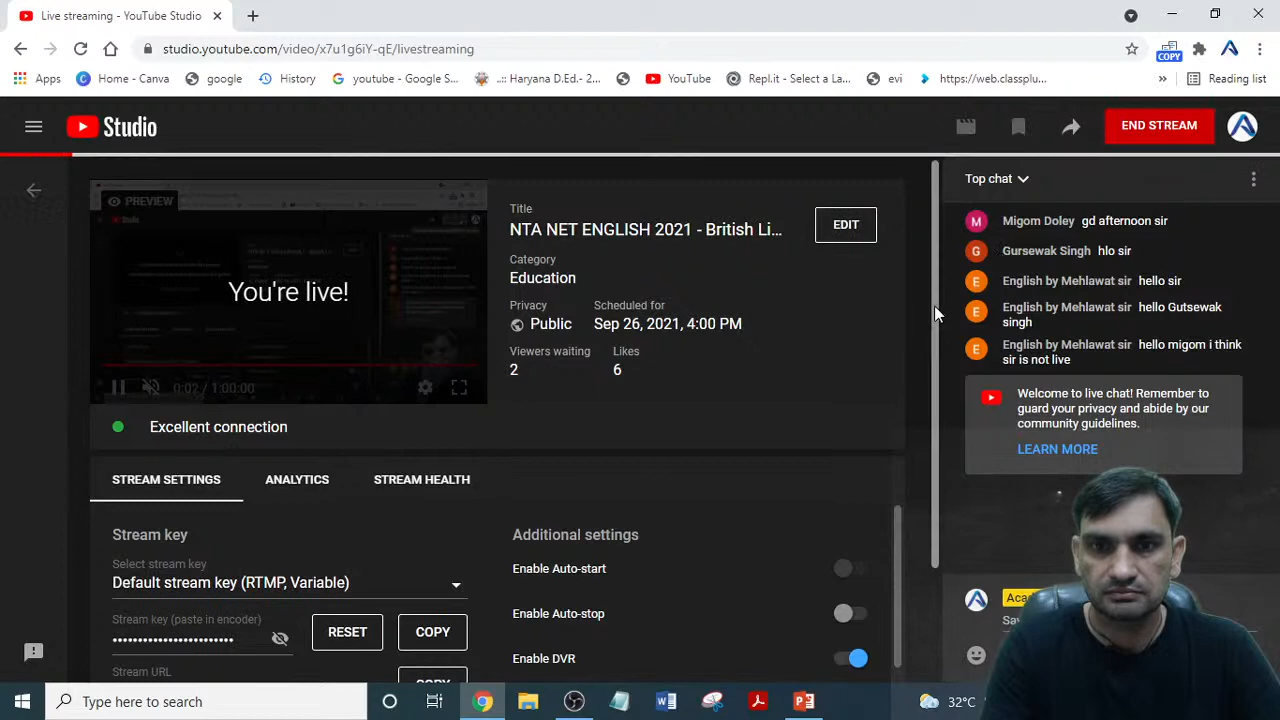 Live streaming - YouTube Studio
studio.youtube.com/video/x7u1g6iY-qE/livestreaming
COPY
Apps
Home - Canva
google
History
youtube - Google S...
..:: Haryana D.Ed.- 2...
YouTube
Repl.it - Select a La...
evi
https://web.classplu...
»
Reading list
Studio
END STREAM
PREVIEW
You're live!
0:02 / 1:00:00
Title
NTA NET ENGLISH 2021 - British Li...
EDIT
Category
Education
Privacy
Scheduled for
Public
Sep 26, 2021, 4:00 PM
Viewers waiting
Likes
2
6
Excellent connection
STREAM SETTINGS
ANALYTICS
STREAM HEALTH
Stream key
Select stream key
Default stream key (RTMP, Variable)
Stream key (paste in encoder)
RESET
COPY
Stream URL
Additional settings
Enable Auto-start
Enable Auto-stop
Enable DVR
Top chat
Migom Doley gd afternoon sir
Gursewak Singh hlo sir
English by Mehlawat sir hello sir
English by Mehlawat sir hello Gutsewak
singh
English by Mehlawat sir hello migom i think
sir is not live
Welcome to live chat! Remember to
guard your privacy and abide by our
community guidelines.
LEARN MORE
Type here to search
32°C